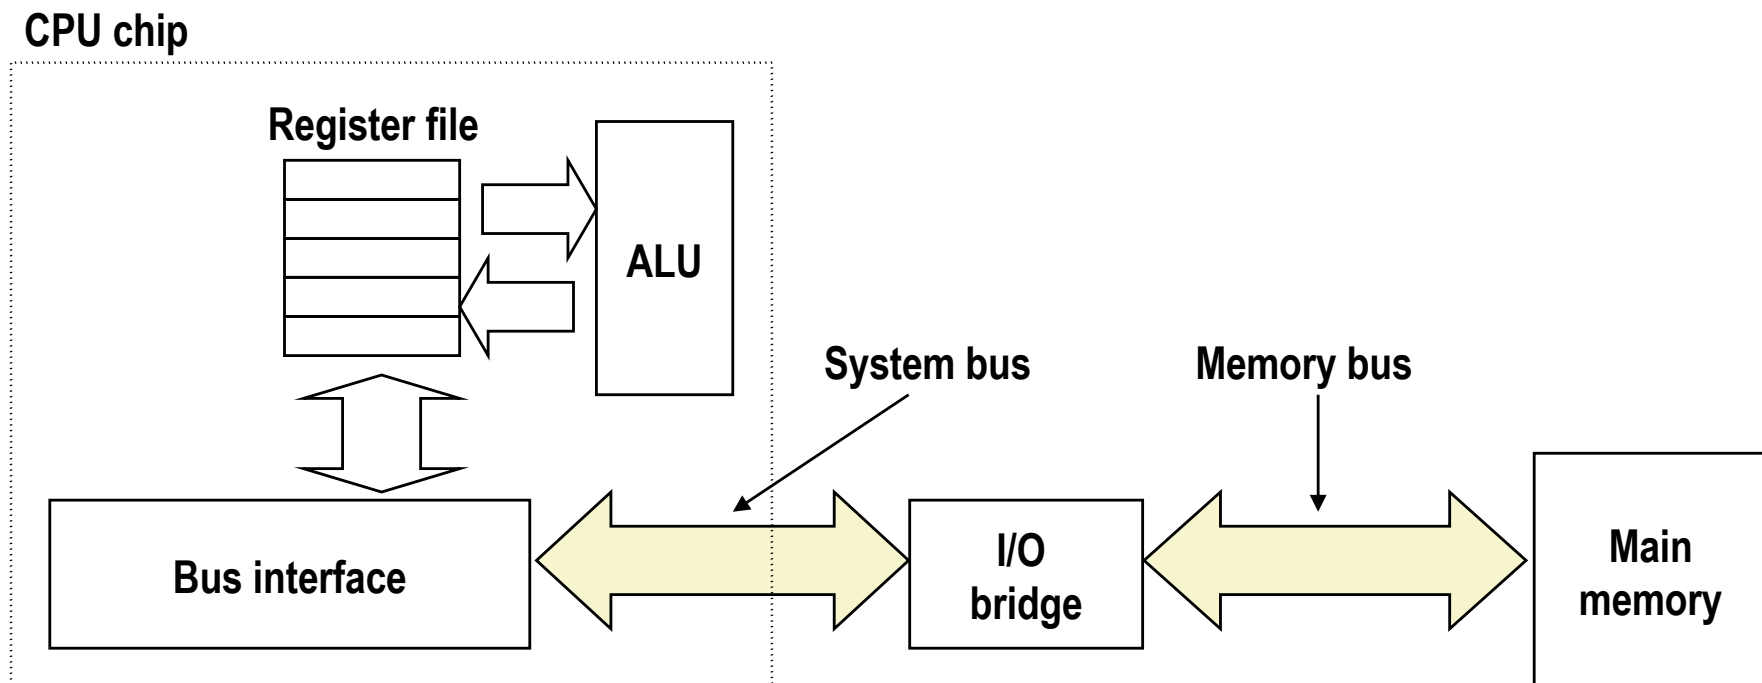 CPU chip
Register file
ALU
System bus
Memory bus
Bus interface
I/O
bridge
Main
memory